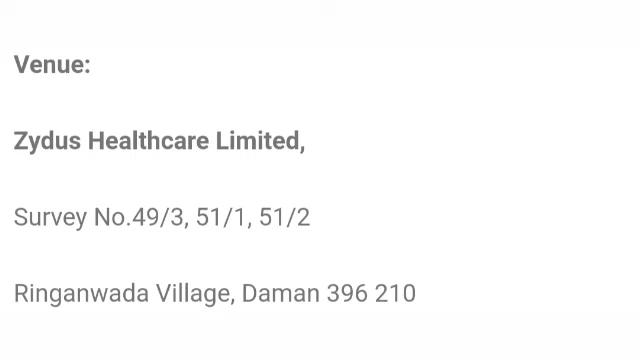 Venue:
Zydus Healthcare Limited,
Survey No.49/3, 51/1, 51/2
Ringanwada Village, Daman 396 210